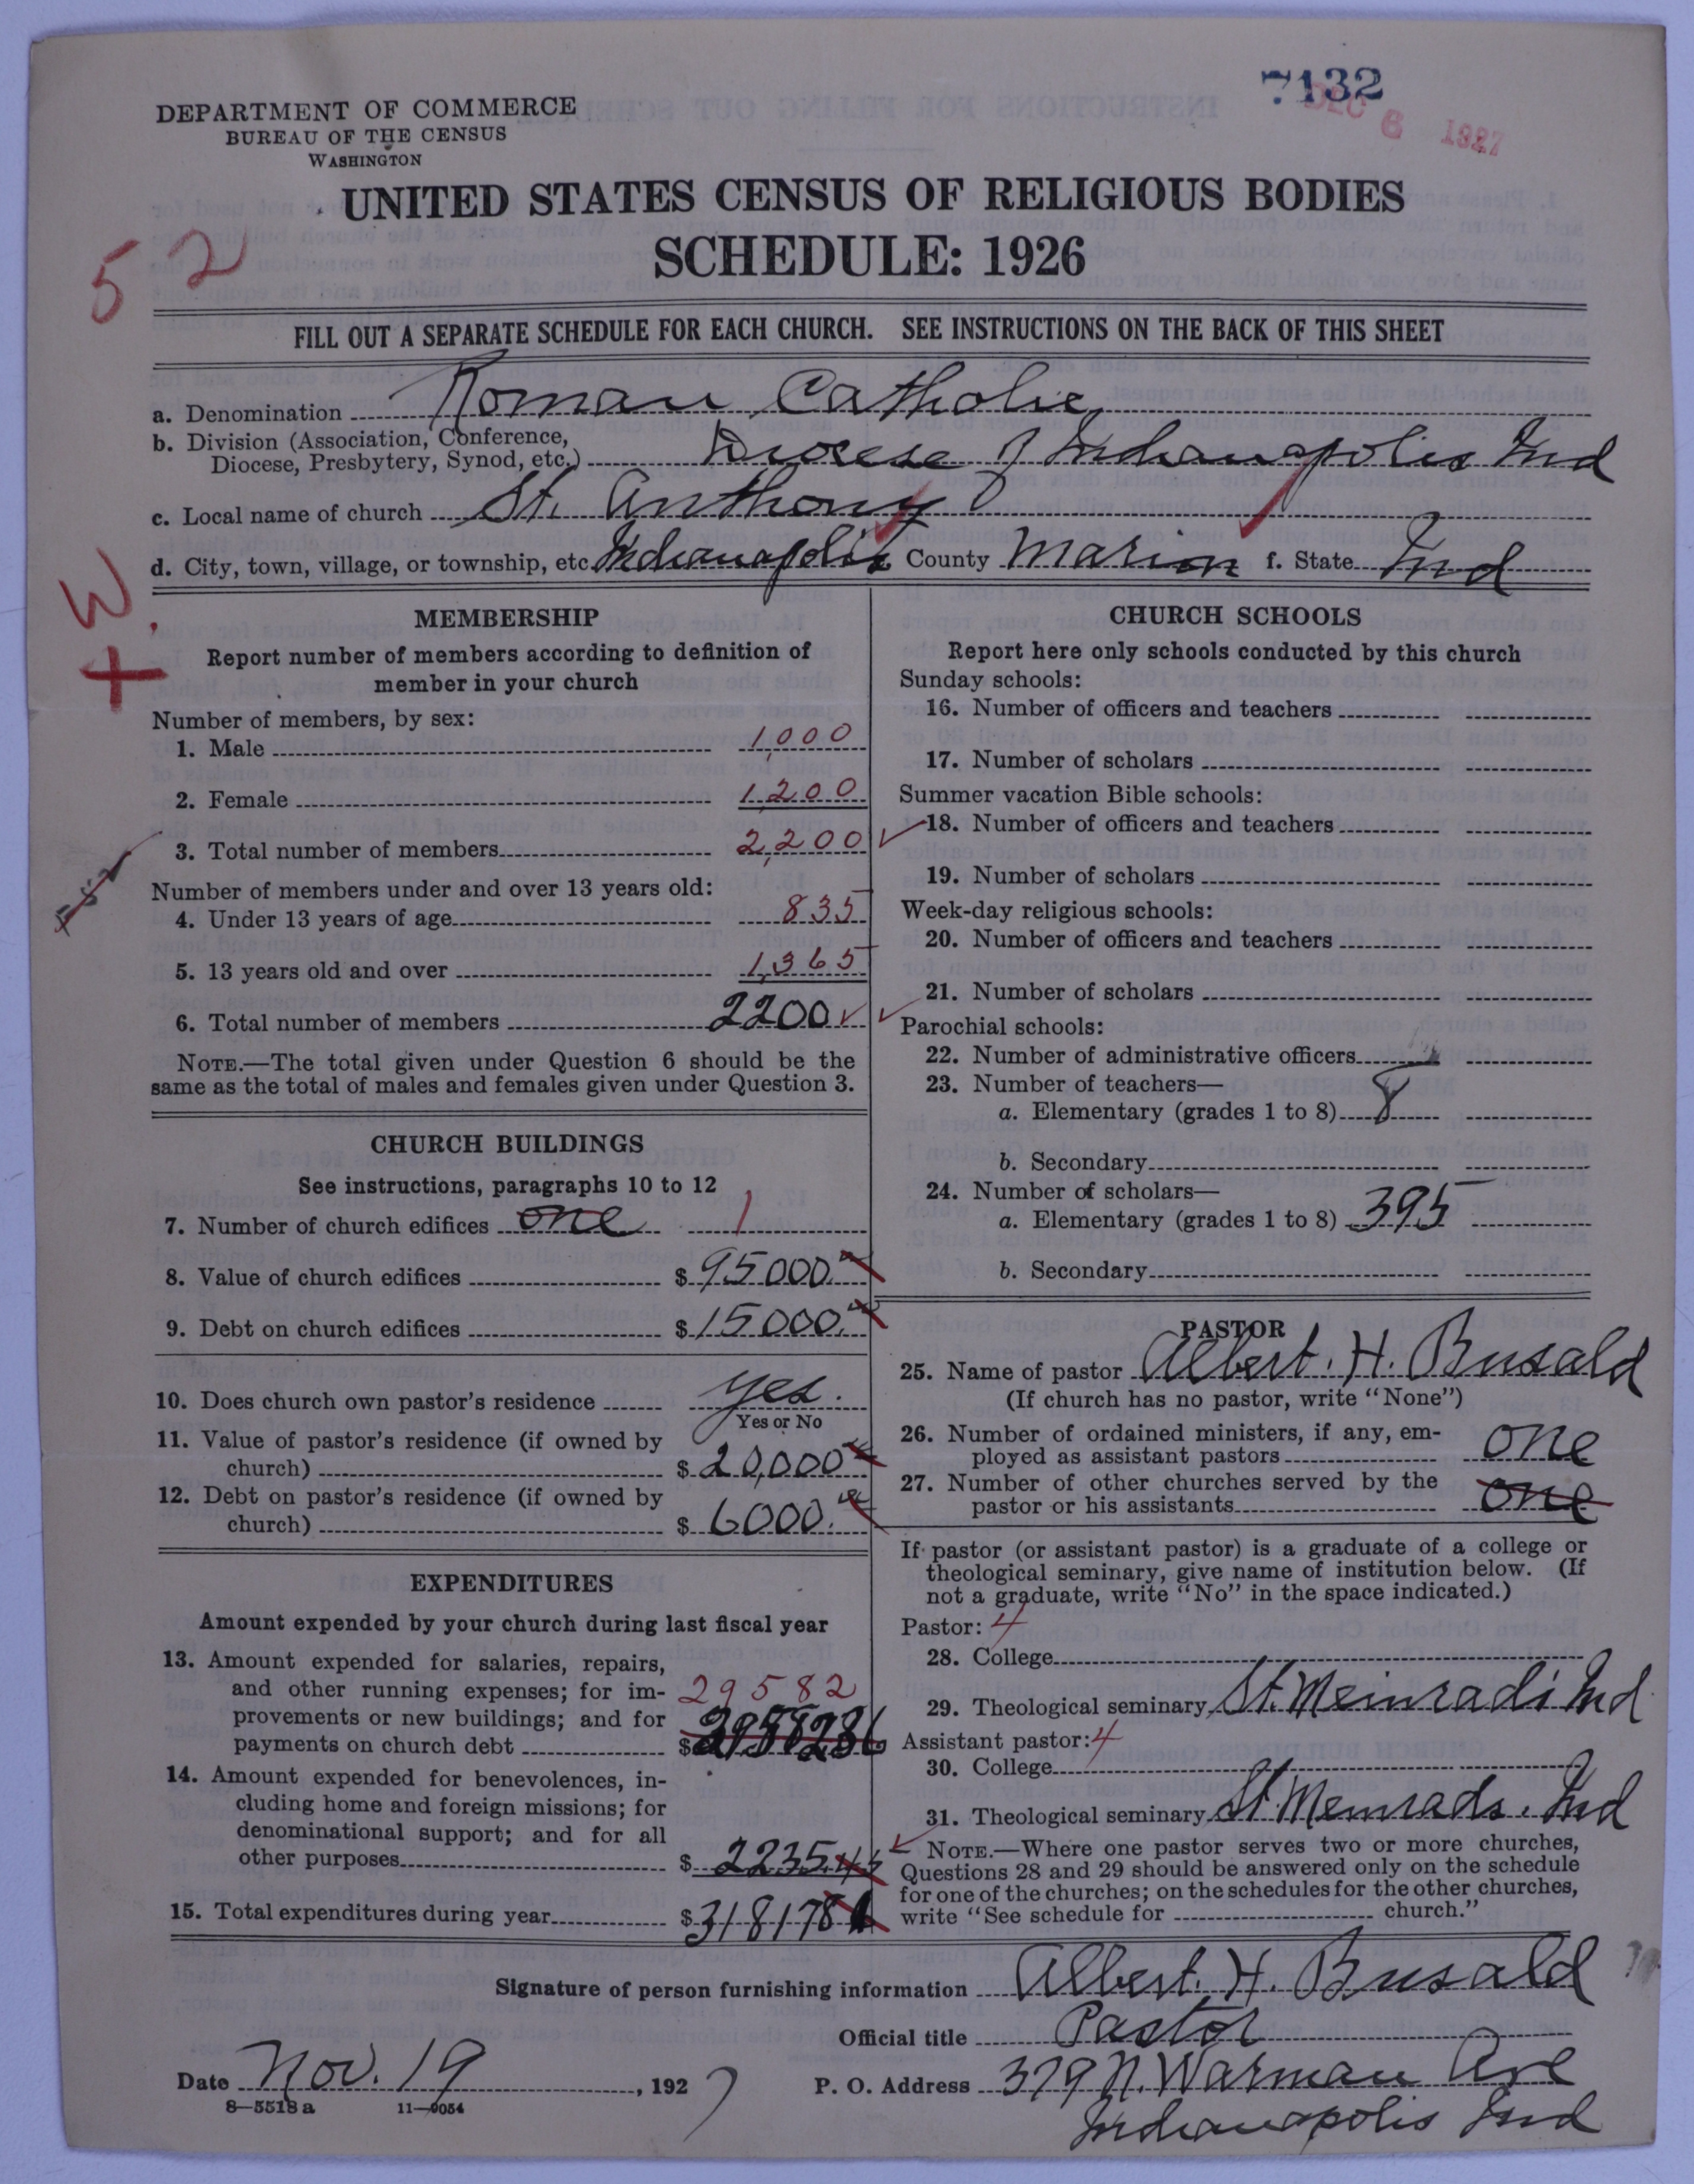 7132
DEC 6 1927
DEPARTMENT OF COMMERCE
BUREAU OF THE CENSUS
WASHINGTON
UNITED STATES CENSUS OF RELIGIOUS BODIES
SCHEDULE: 1926
52
FILL OUT A SEPARATE SCHEDULE FOR EACH CHURCH. SEE INSTRUCTIONS ON THE BACK OF THIS SHEET
a. Denomination Roman Catholic
b. Division (Association, Conference,
Diocese, Presbytery, Synod, etc.) Diocese of Indianapolis Ind
c. Local name of church St. Anthony
d. City, town, village, or township, etc Indianapolis County Marion f. State Ind
MEMBERSHIP
Report number of members according to definition of
member in your church
Number of members, by sex:
1. Male 1,000
2. Female 1,200
3. Total number of members 2,200
Number of members under and over 13 years old:
4. Under 13 years of age 835
5. 13 years old and over 1,365
6. Total number of members 2200
NOTE.—The total given under Question 6 should be the
same as the total of males and females given under Question 3.
CHURCH BUILDINGS
See instructions, paragraphs 10 to 12
7. Number of church edifices one 1
8. Value of church edifices $95000.
9. Debt on church edifices $15000.
10. Does church own pastor's residence yes.
Yes or No
11. Value of pastor's residence (if owned by
church) $20,000
12. Debt on pastor's residence (if owned by
church) $6000.
EXPENDITURES
Amount expended by your church during last fiscal year
13. Amount expended for salaries, repairs,
and other running expenses; for im- 29582
provements or new buildings; and for
payments on church debt $
14. Amount expended for benevolences, in-
cluding home and foreign missions; for
denominational support; and for all
other purposes $2235.45
15. Total expenditures during year $31817
CHURCH SCHOOLS
Report here only schools conducted by this church
Sunday schools:
16. Number of officers and teachers
17. Number of scholars
Summer vacation Bible schools:
18. Number of officers and teachers
19. Number of scholars
Week-day religious schools:
20. Number of officers and teachers
21. Number of scholars
Parochial schools:
22. Number of administrative officers
23. Number of teachers—
a. Elementary (grades 1 to 8) 8
b. Secondary
24. Number of scholars—
a. Elementary (grades 1 to 8) 395
b. Secondary
PASTOR
25. Name of pastor Albert. H. Busald
(If church has no pastor, write "None")
26. Number of ordained ministers, if any, em-
ployed as assistant pastors one
27. Number of other churches served by the
pastor or his assistants one
If pastor (or assistant pastor) is a graduate of a college or
theological seminary, give name of institution below. (If
not a graduate, write "No" in the space indicated.)
Pastor: 4
28. College
29. Theological seminary St. Meinrads Ind
Assistant pastor: 4
30. College
31. Theological seminary St. Meinrads. Ind
NOTE.—Where one pastor serves two or more churches,
Questions 28 and 29 should be answered only on the schedule
for one of the churches; on the schedules for the other churches,
write "See schedule for church."
Signature of person furnishing information Albert. H. Busald
Official title Pastor
Date Nov. 19, 1927 P. O. Address 379 N. Warman Ave
Indianapolis Ind
8—5518 a 11—9054